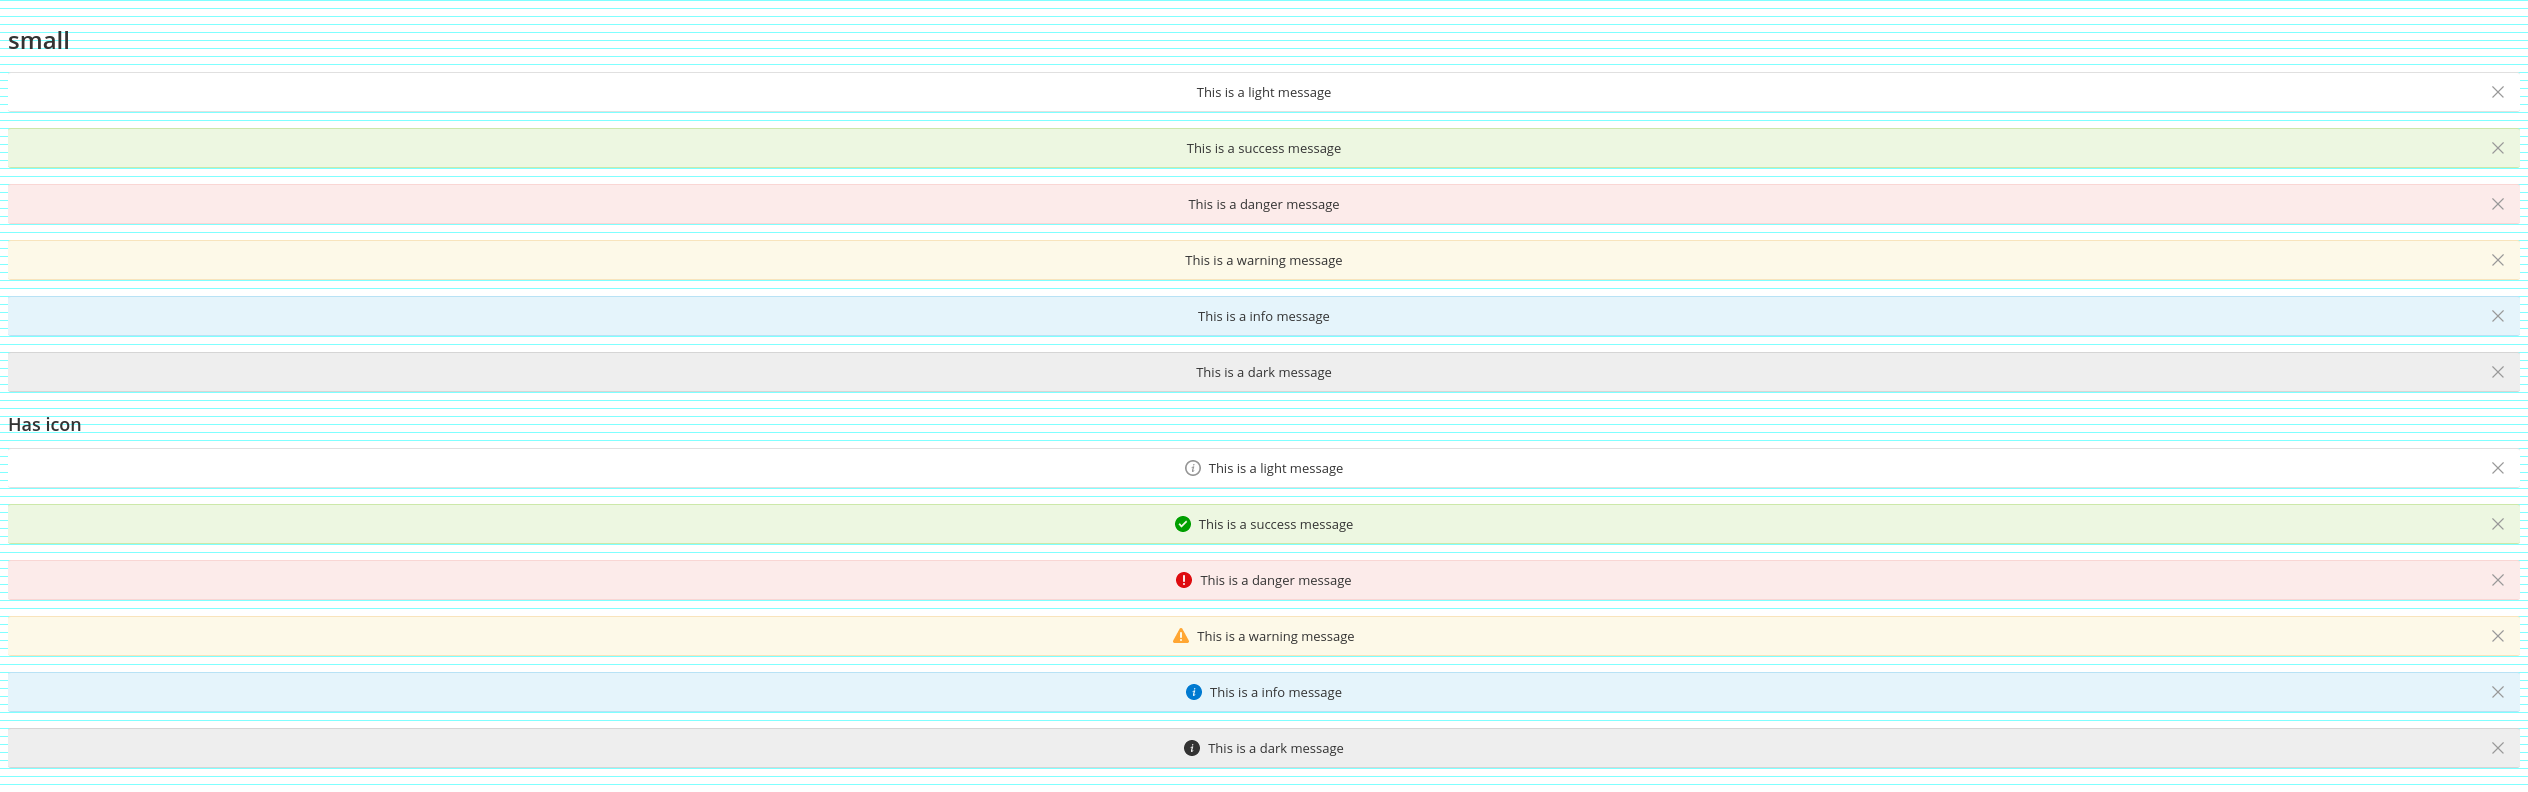 small
This is a light message
This is a success message
This is a danger message
This is a warning message
This is a info message
This is a dark message
Has icon
This is a light message
This is a success message
This is a danger message
This is a warning message
This is a info message
This is a dark message